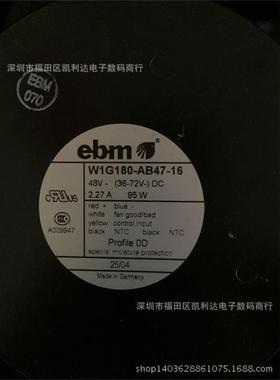 深圳市福田区凯利达电子数码商行
EBM
070
ebm
W1G180-AB47-16
48V - (36-72V-) DC
2.27 A 95 W
red + blue -
white fan good/bad
yellow control input
black NTC black NTC
Profile 0D
special moisture protection
25/04
Made in Germany
A009947
深圳市福田区凯利达电子数码商行
shop1403628861075.1688.com